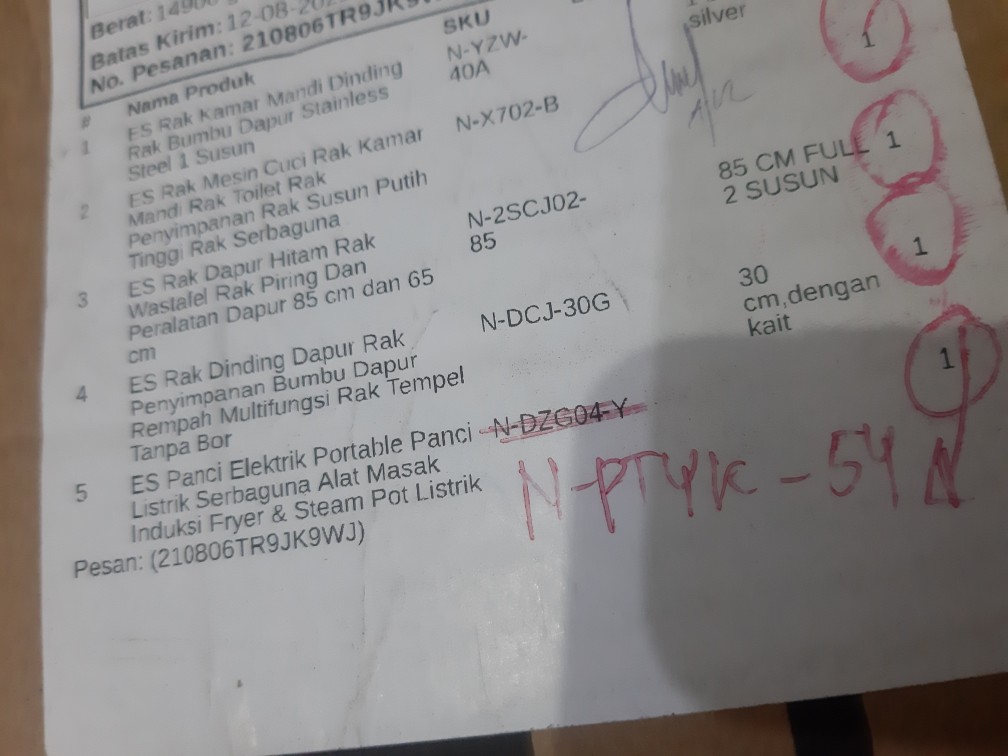 Berat:
Batas Kirim: 12-08-
No. Pesanan: 210806TR9JK9
# Nama Produk SKU
1 ES Rak Kamar Mandi Dinding N-YZW- silver 1
Rak Bumbu Dapur Stainless 40A
Steel 1 Susun
2 ES Rak Mesin Cuci Rak Kamar N-X702-B 1
Mandi Rak Toilet Rak
Penyimpanan Rak Susun Putih
Tinggi Rak Serbaguna
3 ES Rak Dapur Hitam Rak N-2SCJ02- 85 CM FULL 1
Wastafel Rak Piring Dan 85 2 SUSUN
Peralatan Dapur 85 cm dan 65
cm
4 ES Rak Dinding Dapur Rak N-DCJ-30G 30 1
Penyimpanan Bumbu Dapur cm,dengan
Rempah Multifungsi Rak Tempel kait
Tanpa Bor
5 ES Panci Elektrik Portable Panci N-DZG04-Y
Listrik Serbaguna Alat Masak
Induksi Fryer & Steam Pot Listrik
N-PTYK-54
Pesan: (210806TR9JK9WJ)